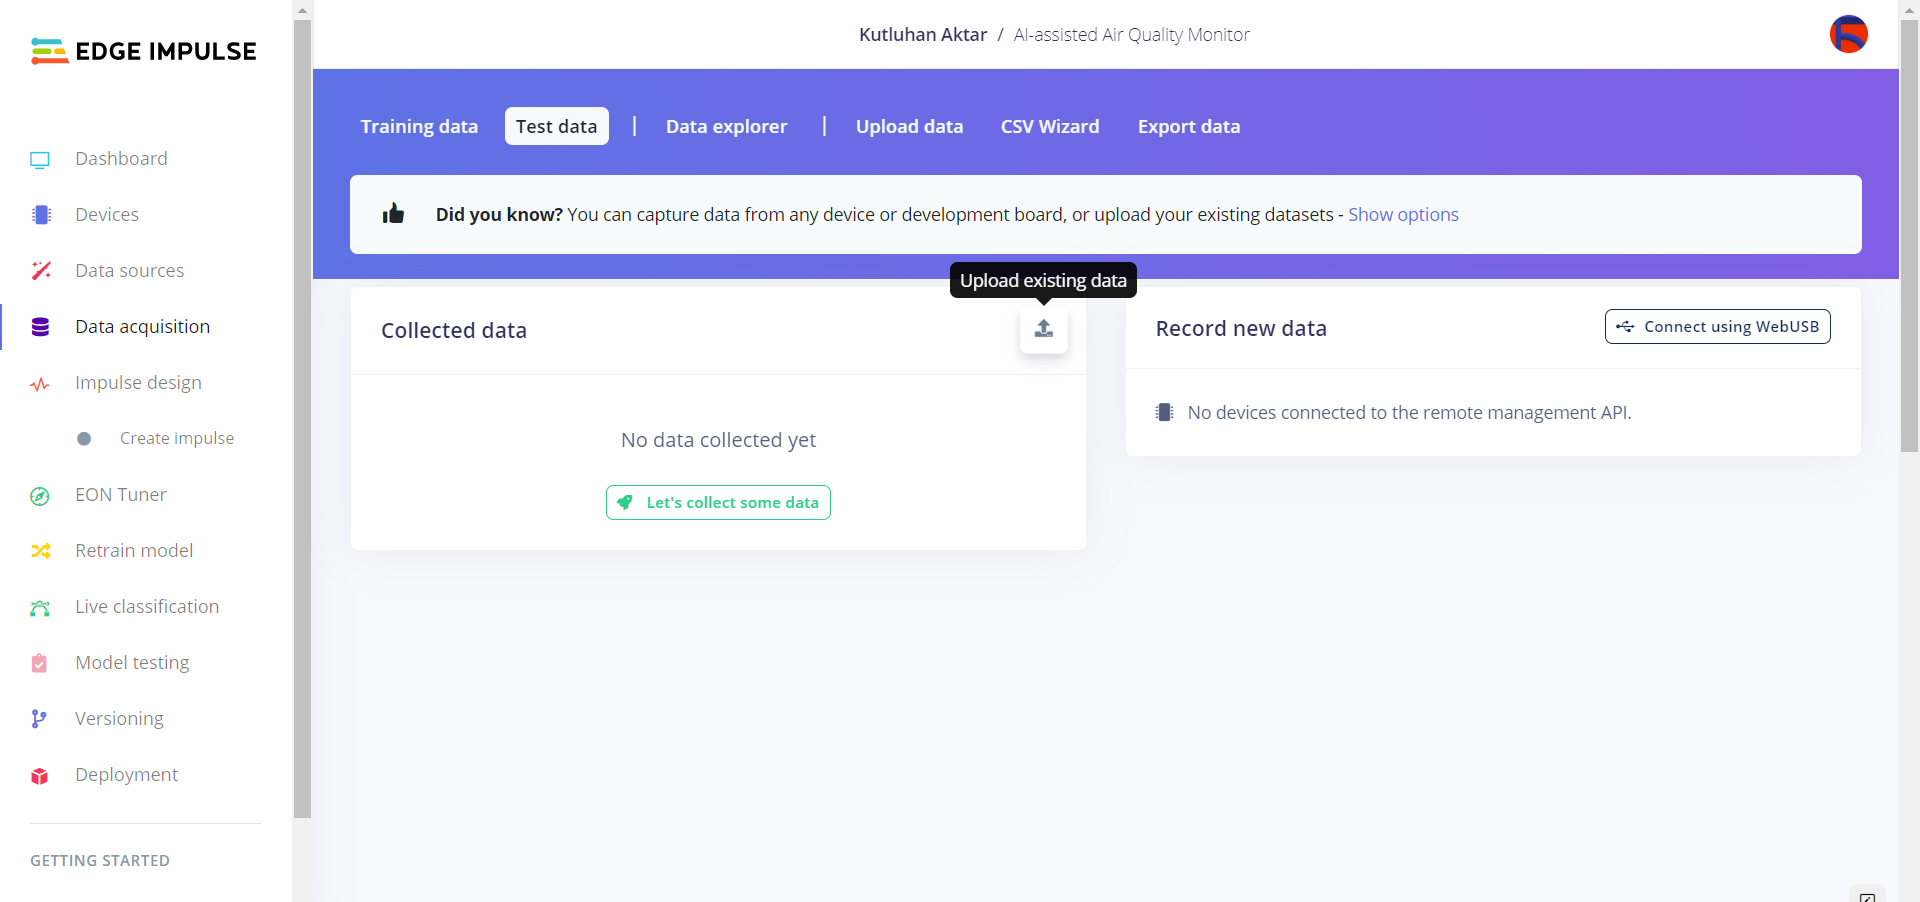 EDGE IMPULSE
Kutluhan Aktar / AI-assisted Air Quality Monitor
Dashboard
Devices
Data sources
Data acquisition
Impulse design
Create impulse
EON Tuner
Retrain model
Live classification
Model testing
Versioning
Deployment
GETTING STARTED
Training data
Test data
|
Data explorer
|
Upload data
CSV Wizard
Export data
Did you know? You can capture data from any device or development board, or upload your existing datasets - Show options
Upload existing data
Collected data
No data collected yet
Let's collect some data
Record new data
Connect using WebUSB
No devices connected to the remote management API.